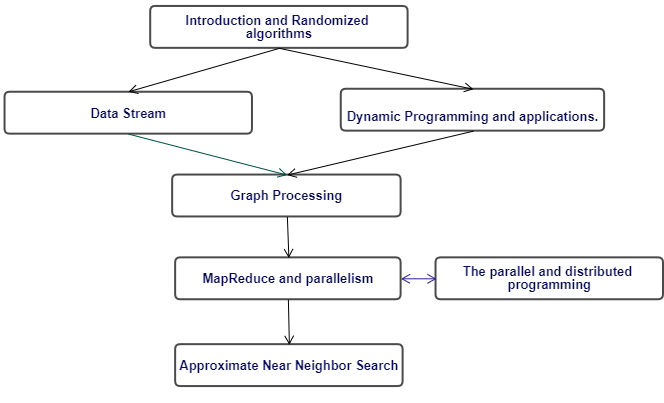 Introduction and Randomized
algorithms
Data Stream
Dynamic Programming and applications.
Graph Processing
MapReduce and parallelism
The parallel and distributed
programming
Approximate Near Neighbor Search